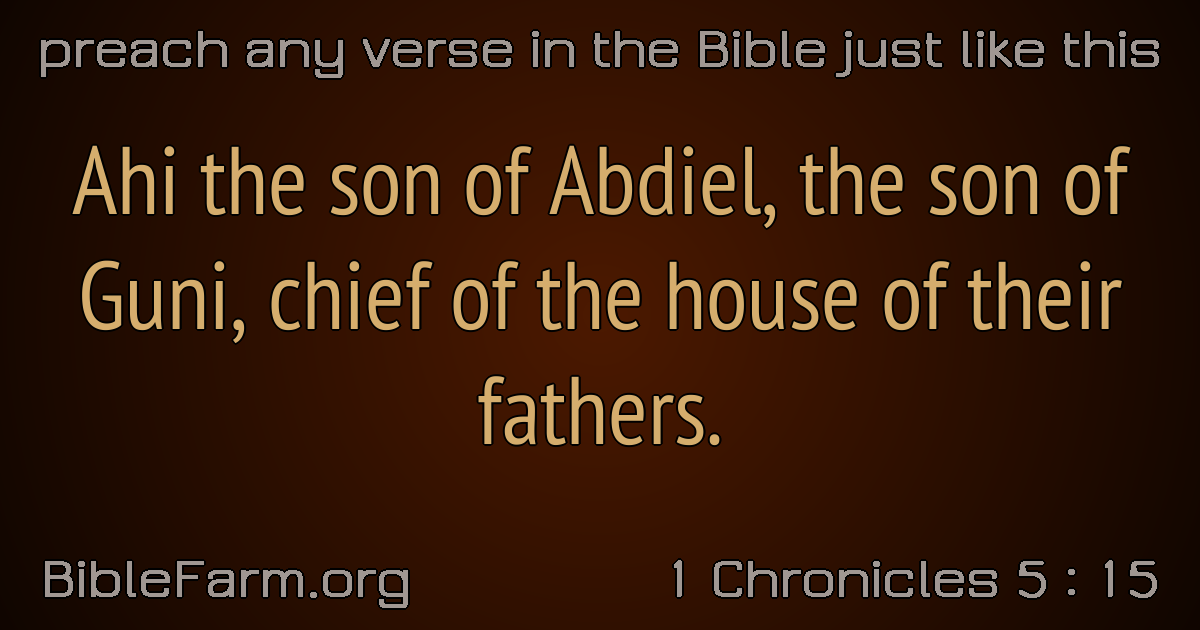 preach any verse in the Bible just like this
Ahi the son of Abdiel, the son of
Guni, chief of the house of their
fathers.
BibleFarm.org
1 Chronicles 5 : 15